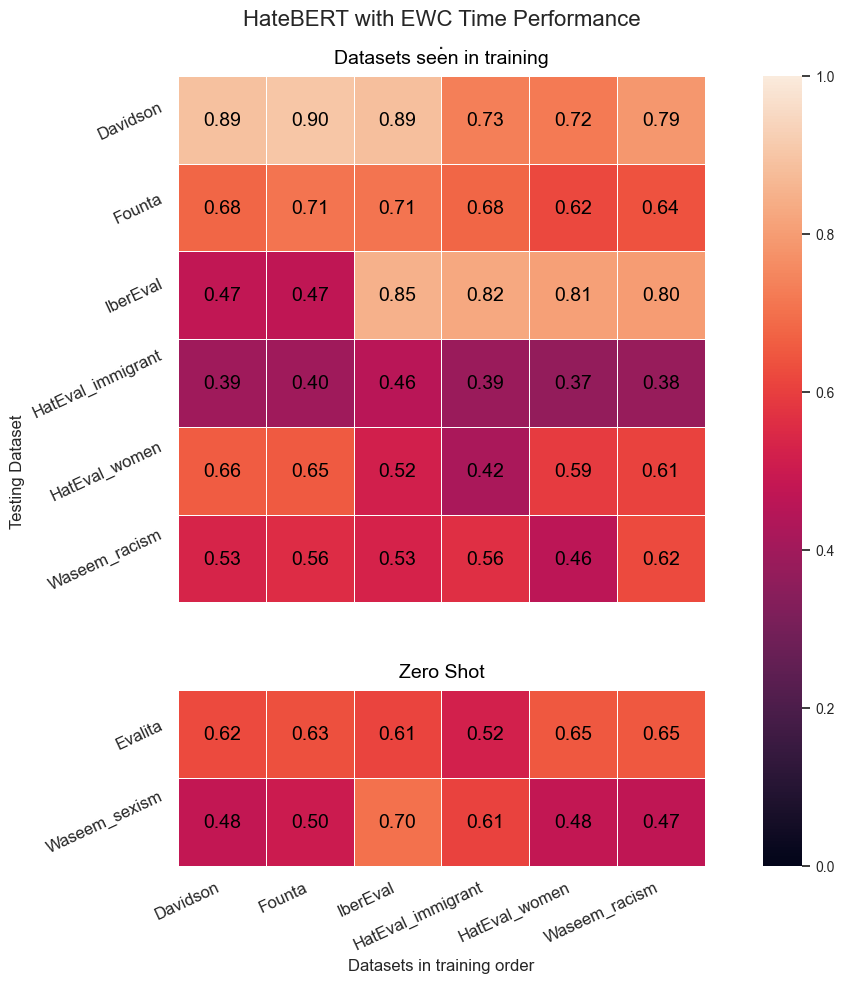 HateBERT with EWC Time Performance
.
Datasets seen in training
Davidson 0.89 0.90 0.89 0.73 0.72 0.79
Founta 0.68 0.71 0.71 0.68 0.62 0.64
IberEval 0.47 0.47 0.85 0.82 0.81 0.80
HatEval_immigrant 0.39 0.40 0.46 0.39 0.37 0.38
HatEval_women 0.66 0.65 0.52 0.42 0.59 0.61
Waseem_racism 0.53 0.56 0.53 0.56 0.46 0.62
Testing Dataset
Zero Shot
Evalita 0.62 0.63 0.61 0.52 0.65 0.65
Waseem_sexism 0.48 0.50 0.70 0.61 0.48 0.47
Davidson Founta IberEval HatEval_immigrant HatEval_women Waseem_racism
Datasets in training order
1.0
0.8
0.6
0.4
0.2
0.0